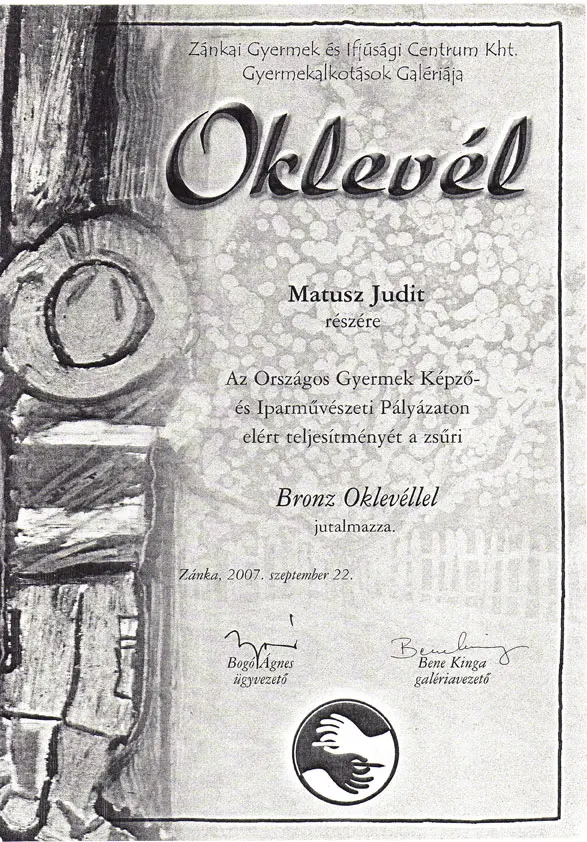 Zánkai Gyermek és Ifjúsági Centrum Kht.
Gyermekalkotások Galériája
Oklevél
Matusz Judit
részére
Az Országos Gyermek Képző-
és Iparművészeti Pályázaton
elért teljesítményét a zsűri
Bronz Oklevéllel
jutalmazza.
Zánka, 2007. szeptember 22.
Bogó Ágnes
ügyvezető
Bene Kinga
galériavezető